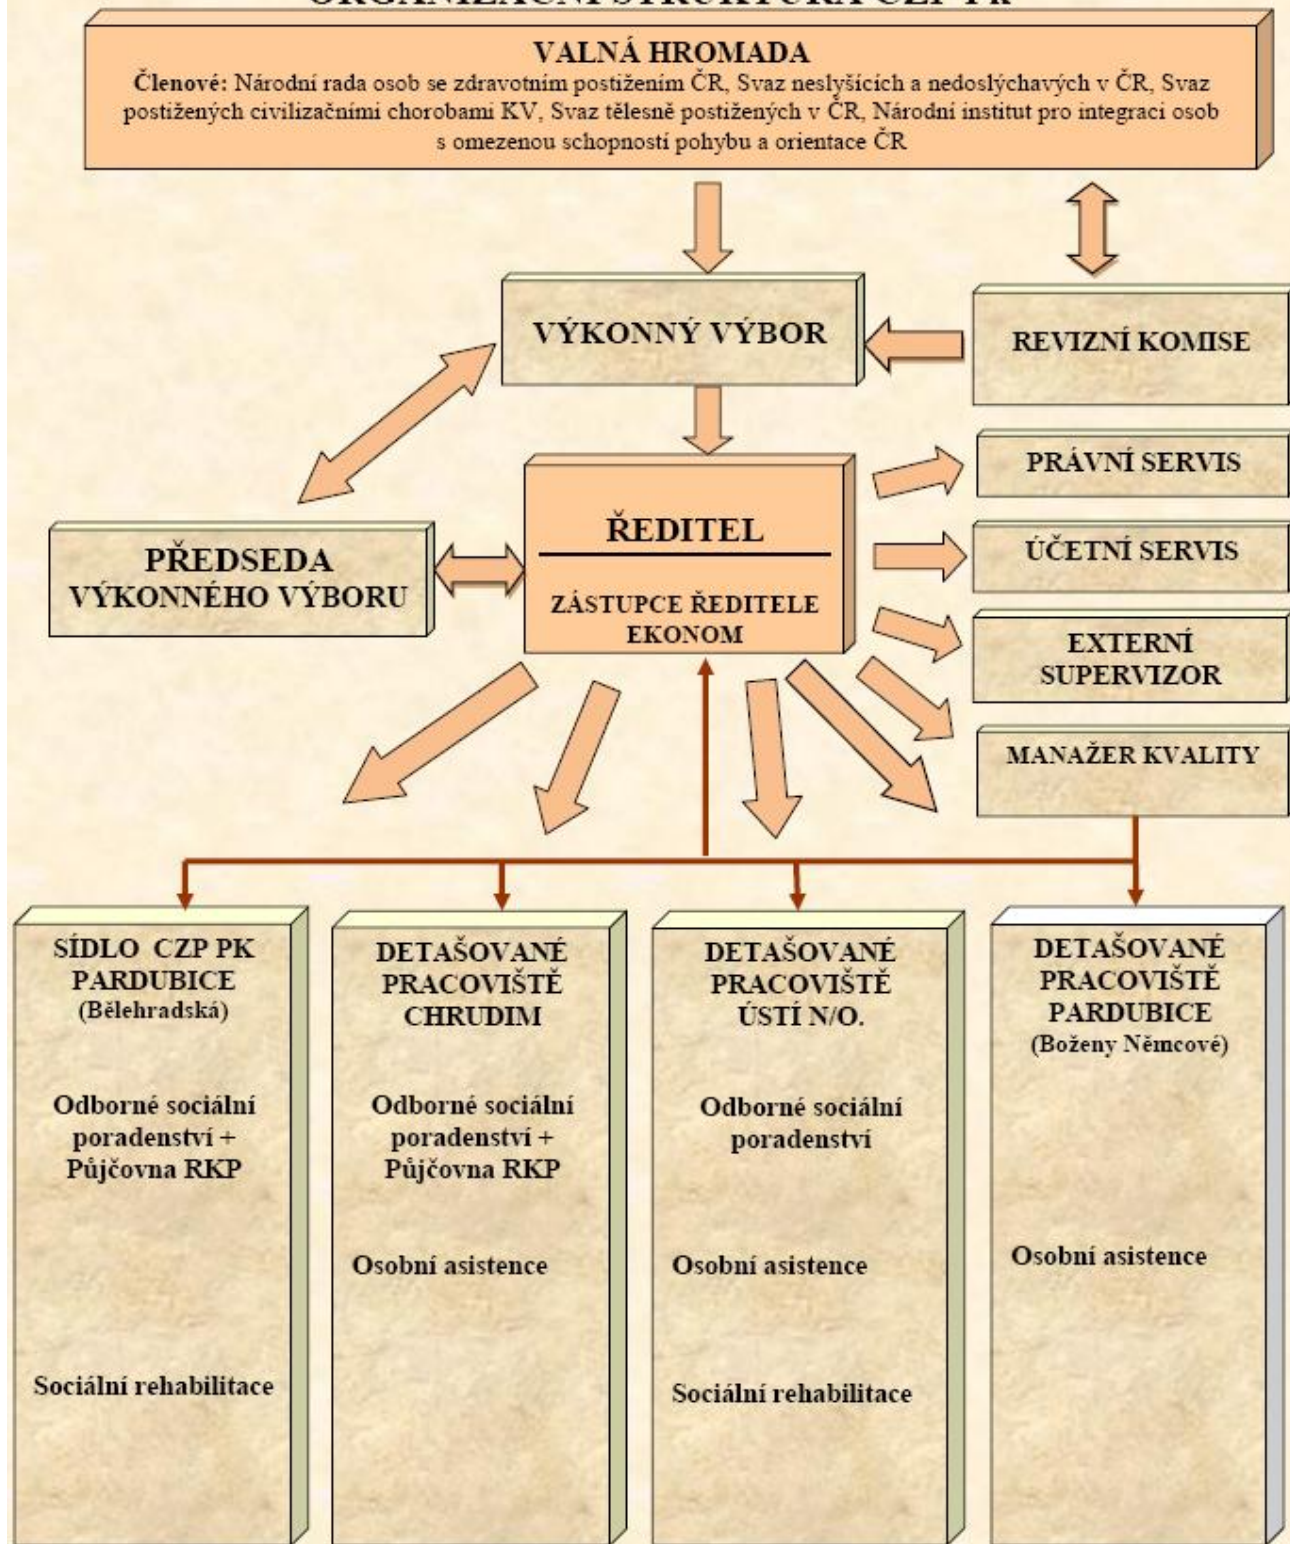 ORGANIZAČNÍ STRUKTURA CZP Pk
VALNÁ HROMADA
Členové: Národní rada osob se zdravotním postižením ČR, Svaz neslyšících a nedoslýchavých v ČR, Svaz
postižených civilizačními chorobami KV, Svaz tělesně postižených v ČR, Národní institut pro integraci osob
s omezenou schopností pohybu a orientace ČR
VÝKONNÝ VÝBOR
REVIZNÍ KOMISE
PRÁVNÍ SERVIS
ŘEDITEL
ÚČETNÍ SERVIS
PŘEDSEDA
VÝKONNÉHO VÝBORU
ZÁSTUPCE ŘEDITELE
EKONOM
EXTERNÍ
SUPERVIZOR
MANAŽER KVALITY
SÍDLO CZP PK
PARDUBICE
(Bělehradská)
Odborné sociální
poradenství +
Půjčovna RKP
Sociální rehabilitace
DETAŠOVANÉ
PRACOVIŠTĚ
CHRUDIM
Odborné sociální
poradenství +
Půjčovna RKP
Osobní asistence
DETAŠOVANÉ
PRACOVIŠTĚ
ÚSTÍ N/O.
Odborné sociální
poradenství
Osobní asistence
Sociální rehabilitace
DETAŠOVANÉ
PRACOVIŠTĚ
PARDUBICE
(Boženy Němcové)
Osobní asistence